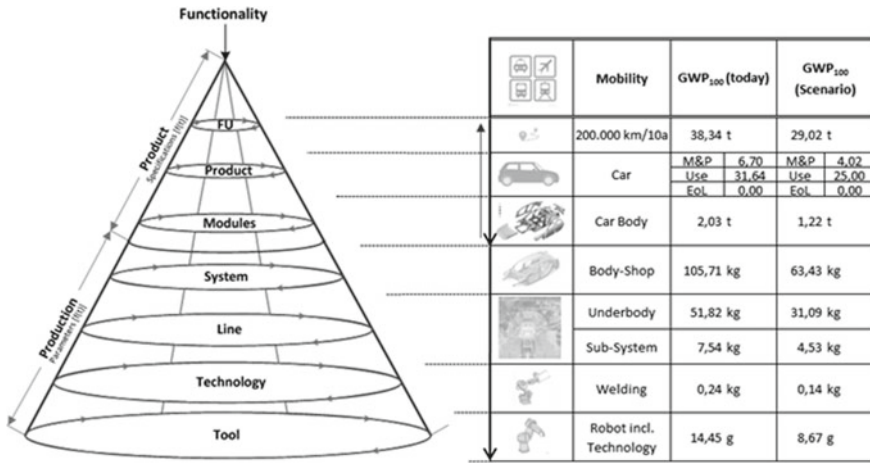 Functionality
FU
Product
Modules
System
Line
Technology
Tool
Product
Specifications [f(t)]
Production
Parameters [f(t)]
Mobility GWP100 (today) GWP100 (Scenario)
200.000 km/10a 38,34 t 29,02 t
Car M&P 6,70 M&P 4,02
Use 31,64 Use 25,00
EoL 0,00 EoL 0,00
Car Body 2,03 t 1,22 t
Body-Shop 105,71 kg 63,43 kg
Underbody 51,82 kg 31,09 kg
Sub-System 7,54 kg 4,53 kg
Welding 0,24 kg 0,14 kg
Robot incl. Technology 14,45 g 8,67 g